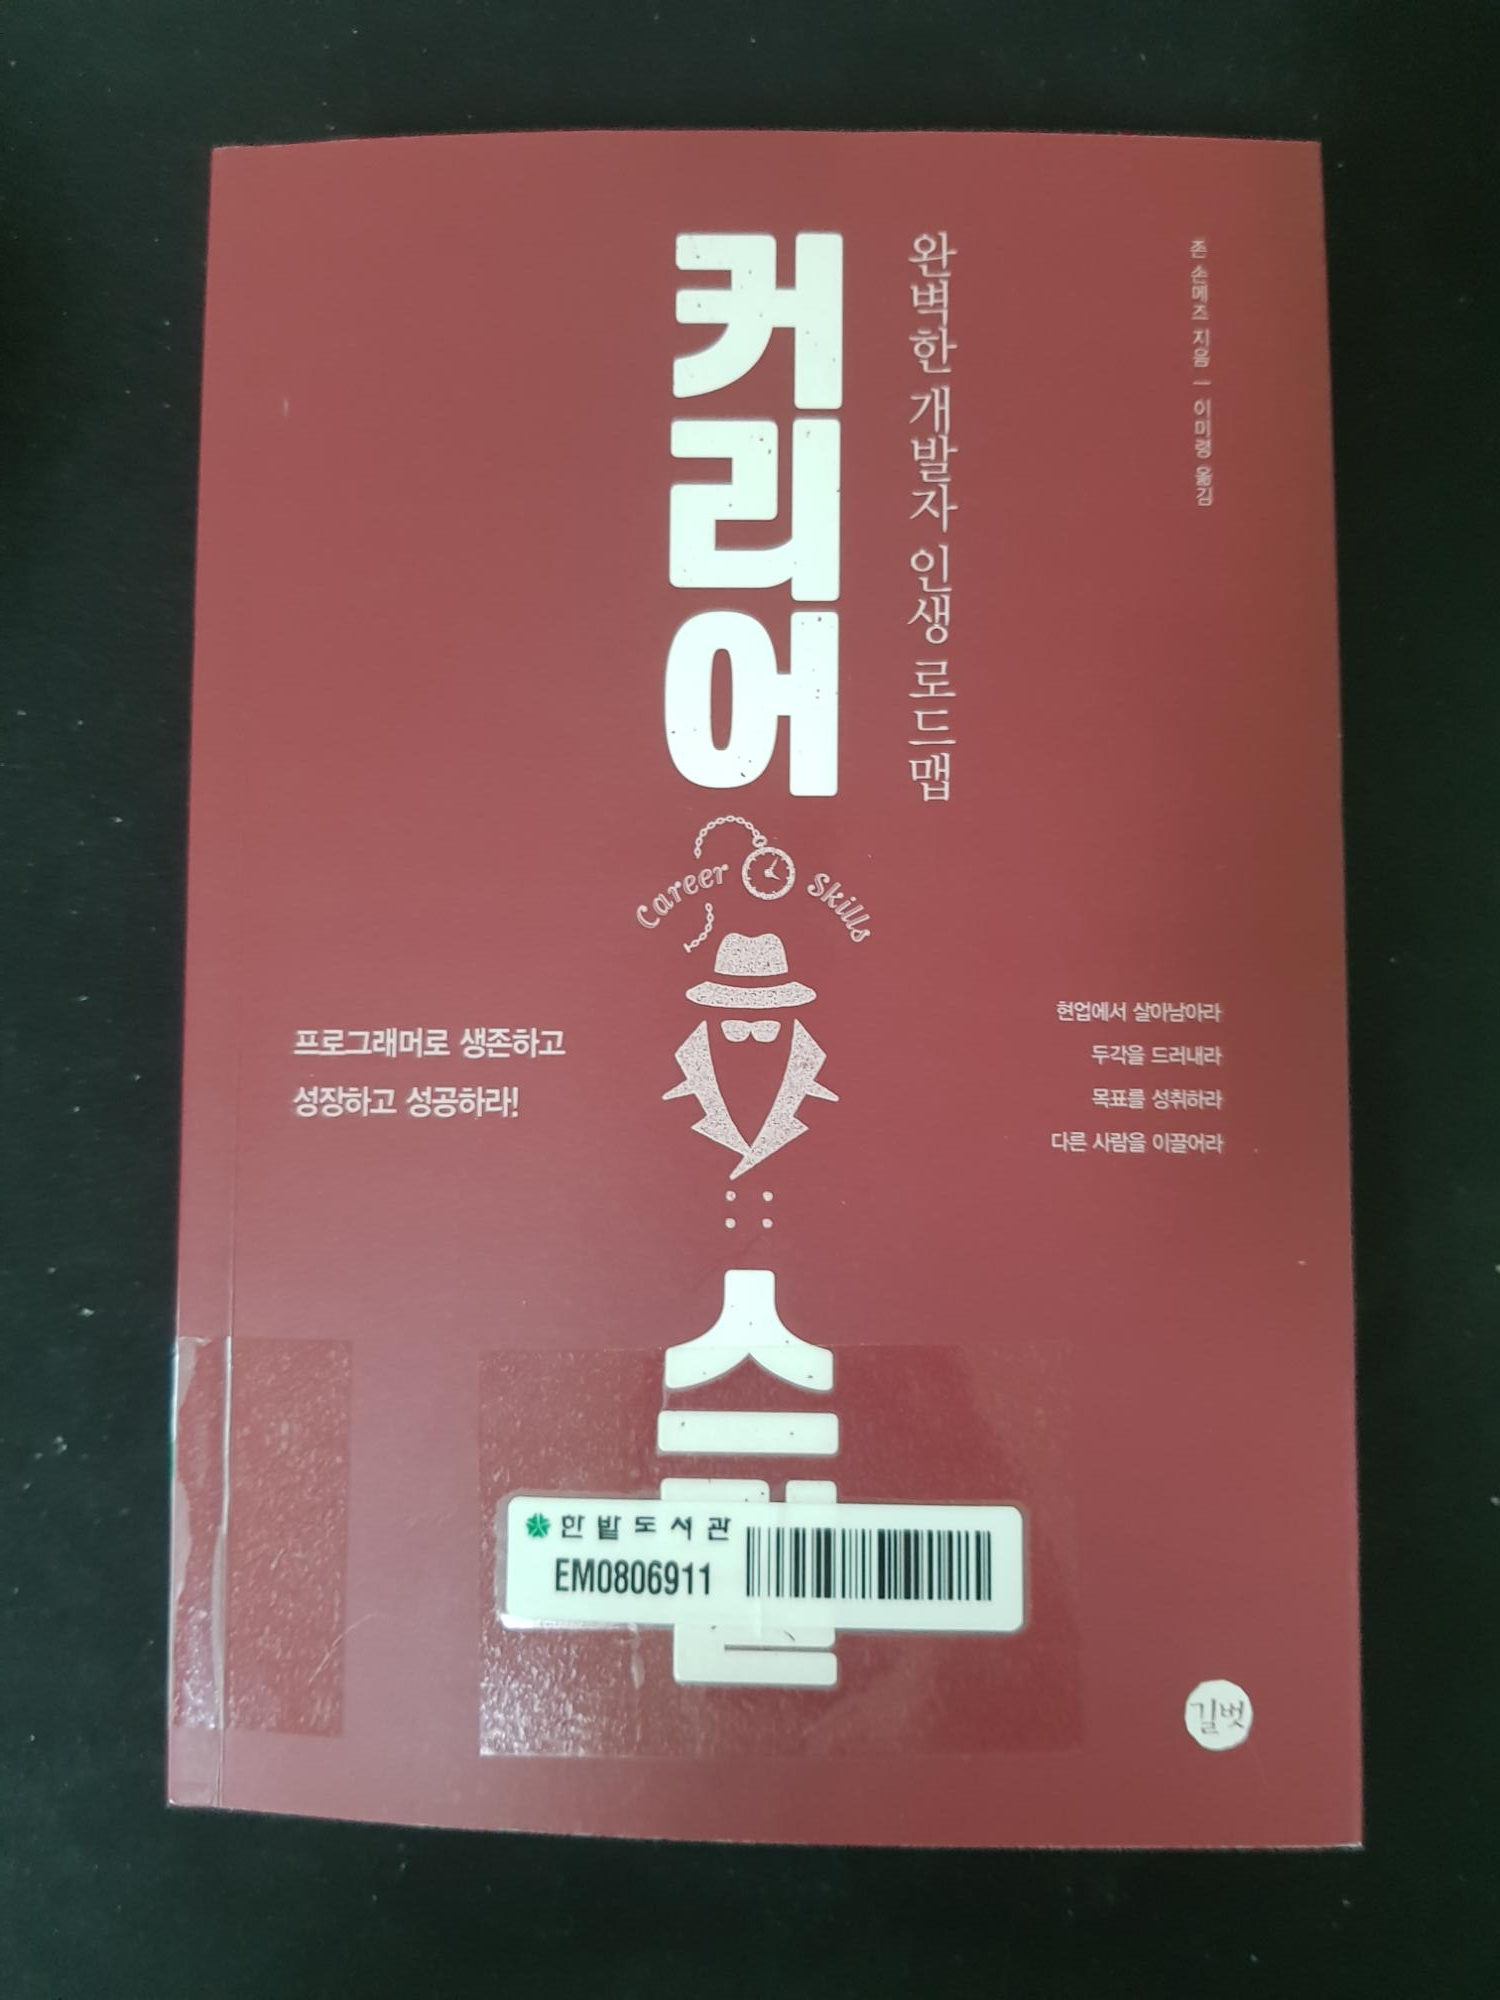 존 손메즈 지음 — 이미령 옮김
완벽한 개발자 인생 로드맵
커리어
Career Skills
프로그래머로 생존하고
성장하고 성공하라!
현업에서 살아남아라
두각을 드러내라
목표를 성취하라
다른 사람을 이끌어라
스킬
한밭도서관
EM0806911
길벗